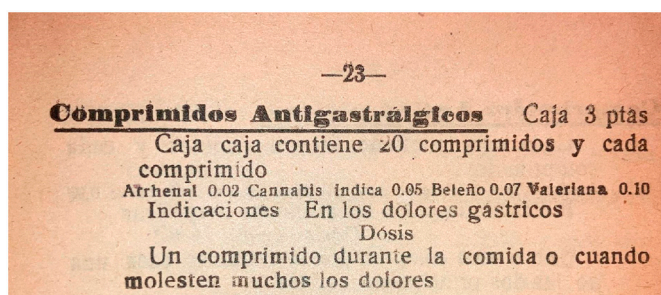 —23—
Comprimidos Antigastrálgicos Caja 3 ptas
Caja caja contiene 20 comprimidos y cada
comprimido
Arrhenal 0.02 Cannabis indica 0.05 Beleño 0.07 Valeriana 0.10
Indicaciones En los dolores gastricos
Dósis
Un comprimido durante la comida o cuando
molesten muchos los dolores